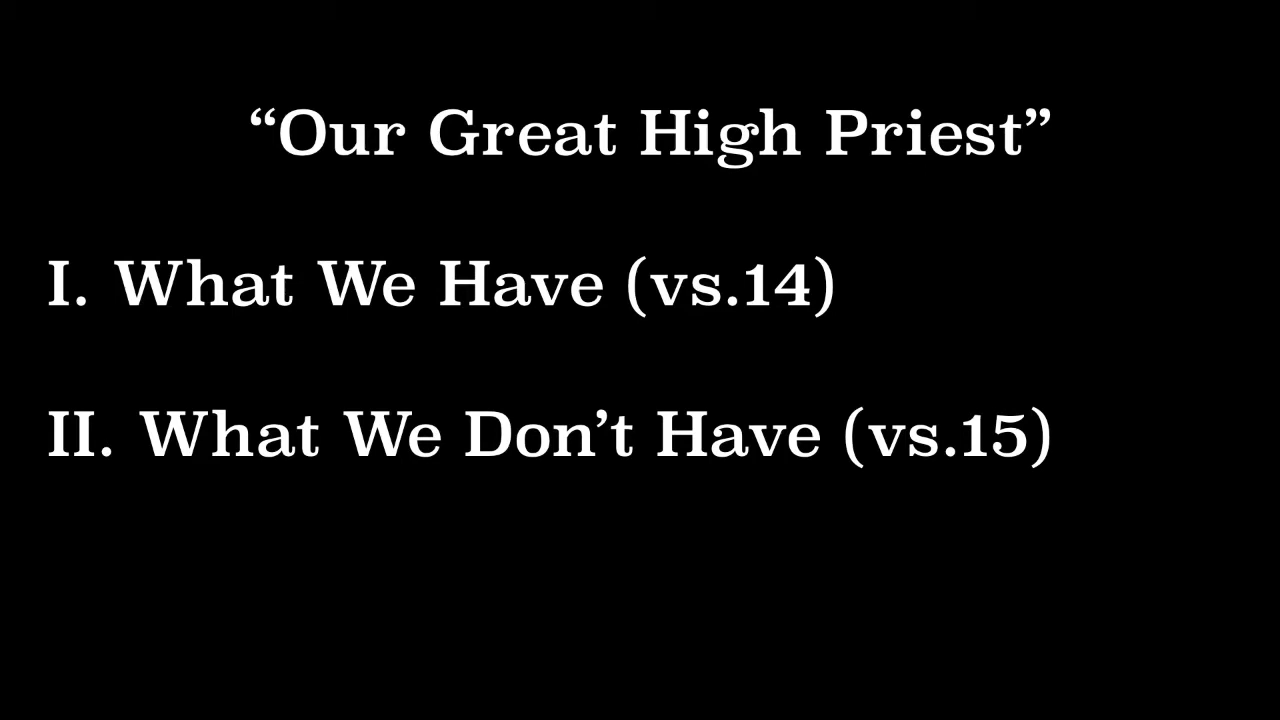 “Our Great High Priest”
I. What We Have (vs.14)
II. What We Don’t Have (vs.15)